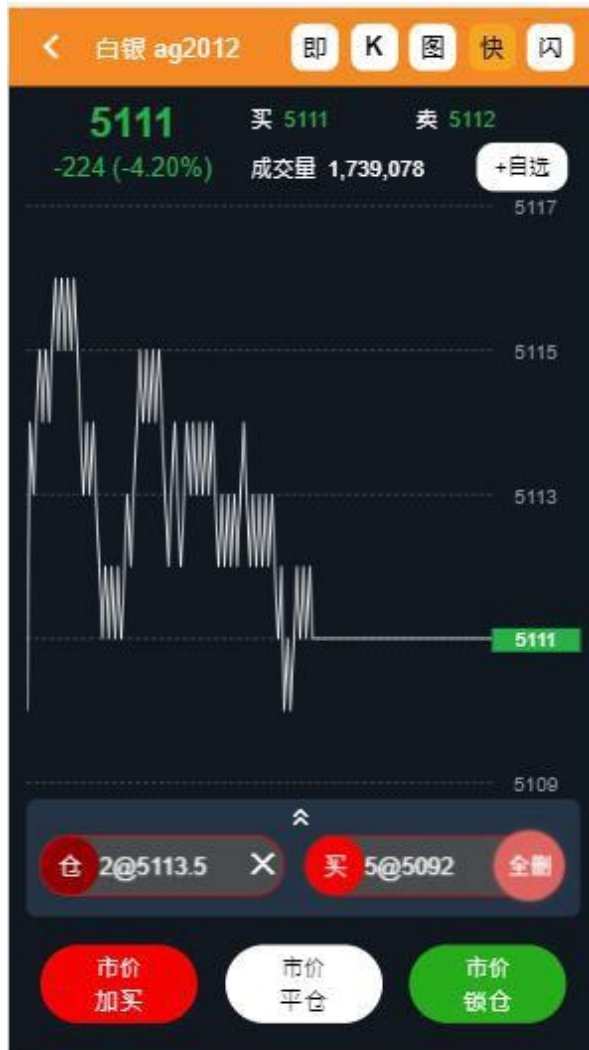 白银 ag2012 即 K 图 快 闪
5111 买 5111 卖 5112
-224 (-4.20%) 成交量 1,739,078 +自选
5117
5115
5113
5111
5109
仓 2@5113.5 买 5@5092 全删
市价 市价 市价
加买 平仓 锁仓